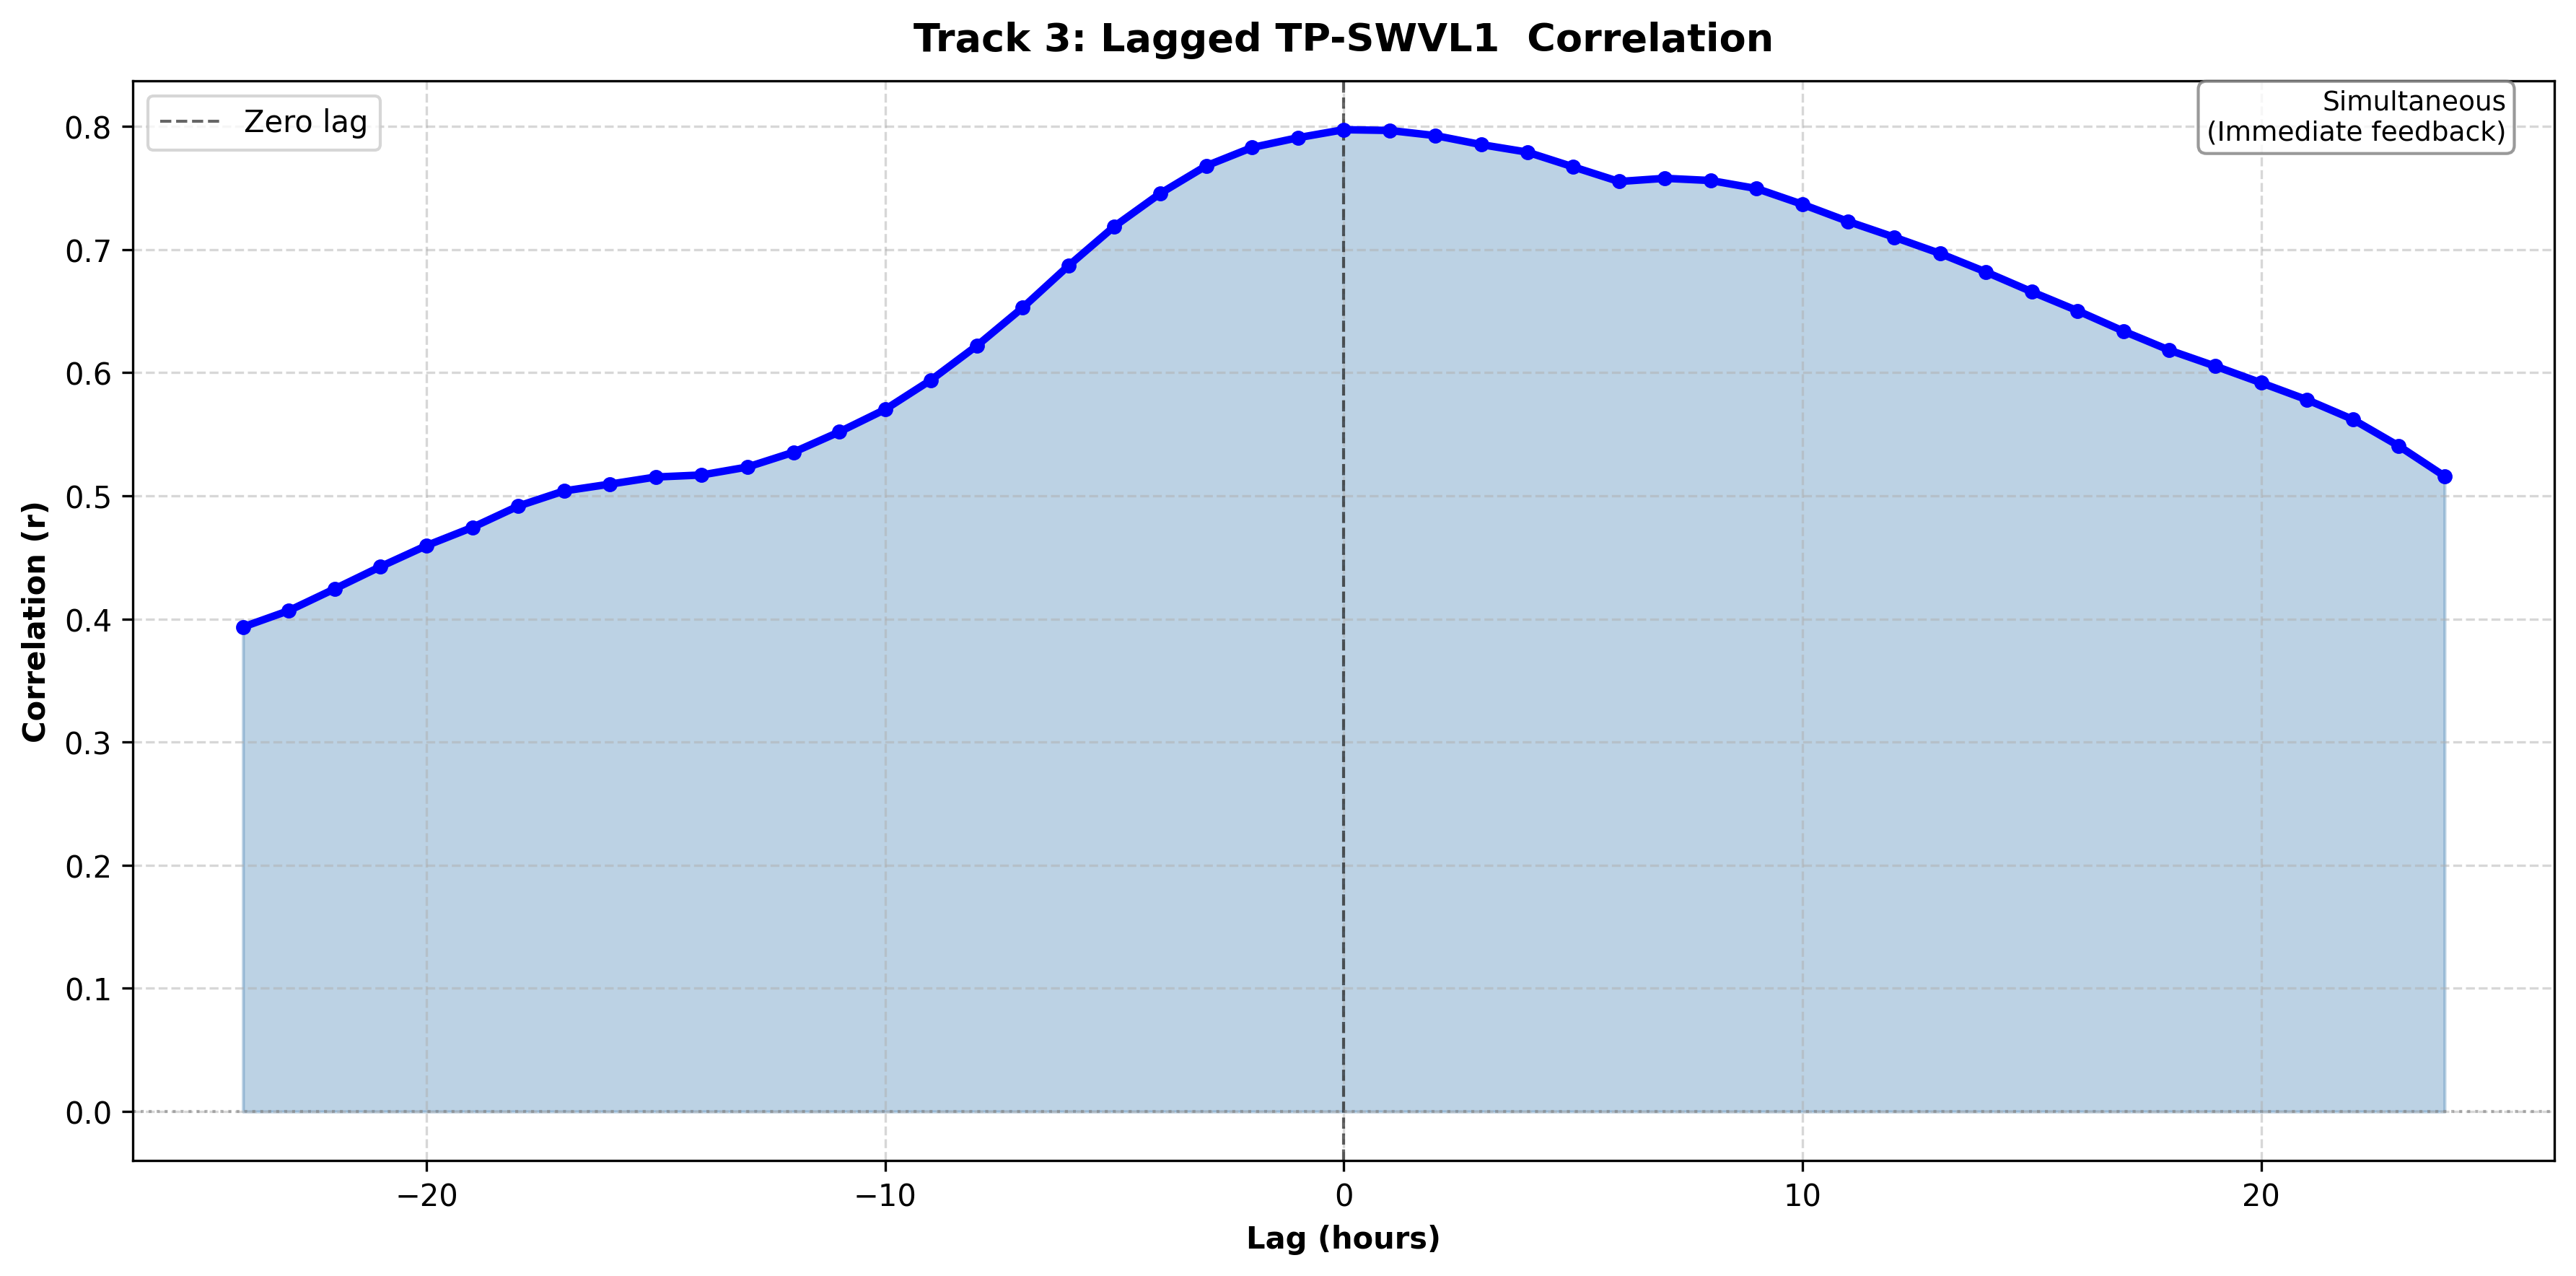 Track 3: Lagged TP-SWVL1  Correlation
Zero lag
Simultaneous
(Immediate feedback)
Correlation (r)
0.8
0.7
0.6
0.5
0.4
0.3
0.2
0.1
0.0
−20
−10
0
10
20
Lag (hours)